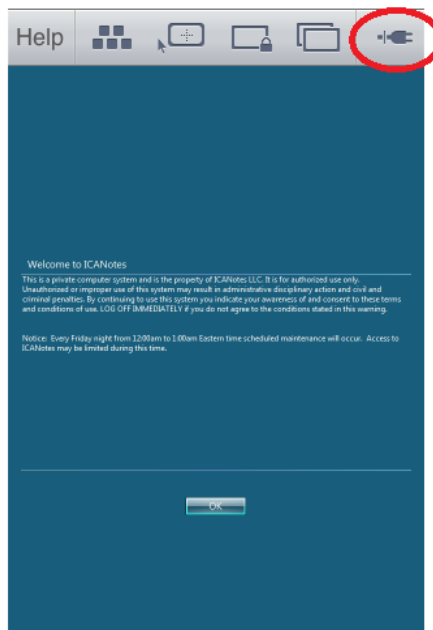 Help
Welcome to ICANotes
This is a private computer system and is the property of ICANotes LLC. It is for authorized use only.
Unauthorized or improper use of this system may result in administrative disciplinary action and civil and
criminal penalties. By continuing to use this system you indicate your awareness of and consent to these terms
and conditions of use. LOG OFF IMMEDIATELY if you do not agree to the conditions stated in this warning.
Notice: Every Friday night from 12:00am to 1:00am Eastern time scheduled maintenance will occur. Access to
ICANotes may be limited during this time.
OK